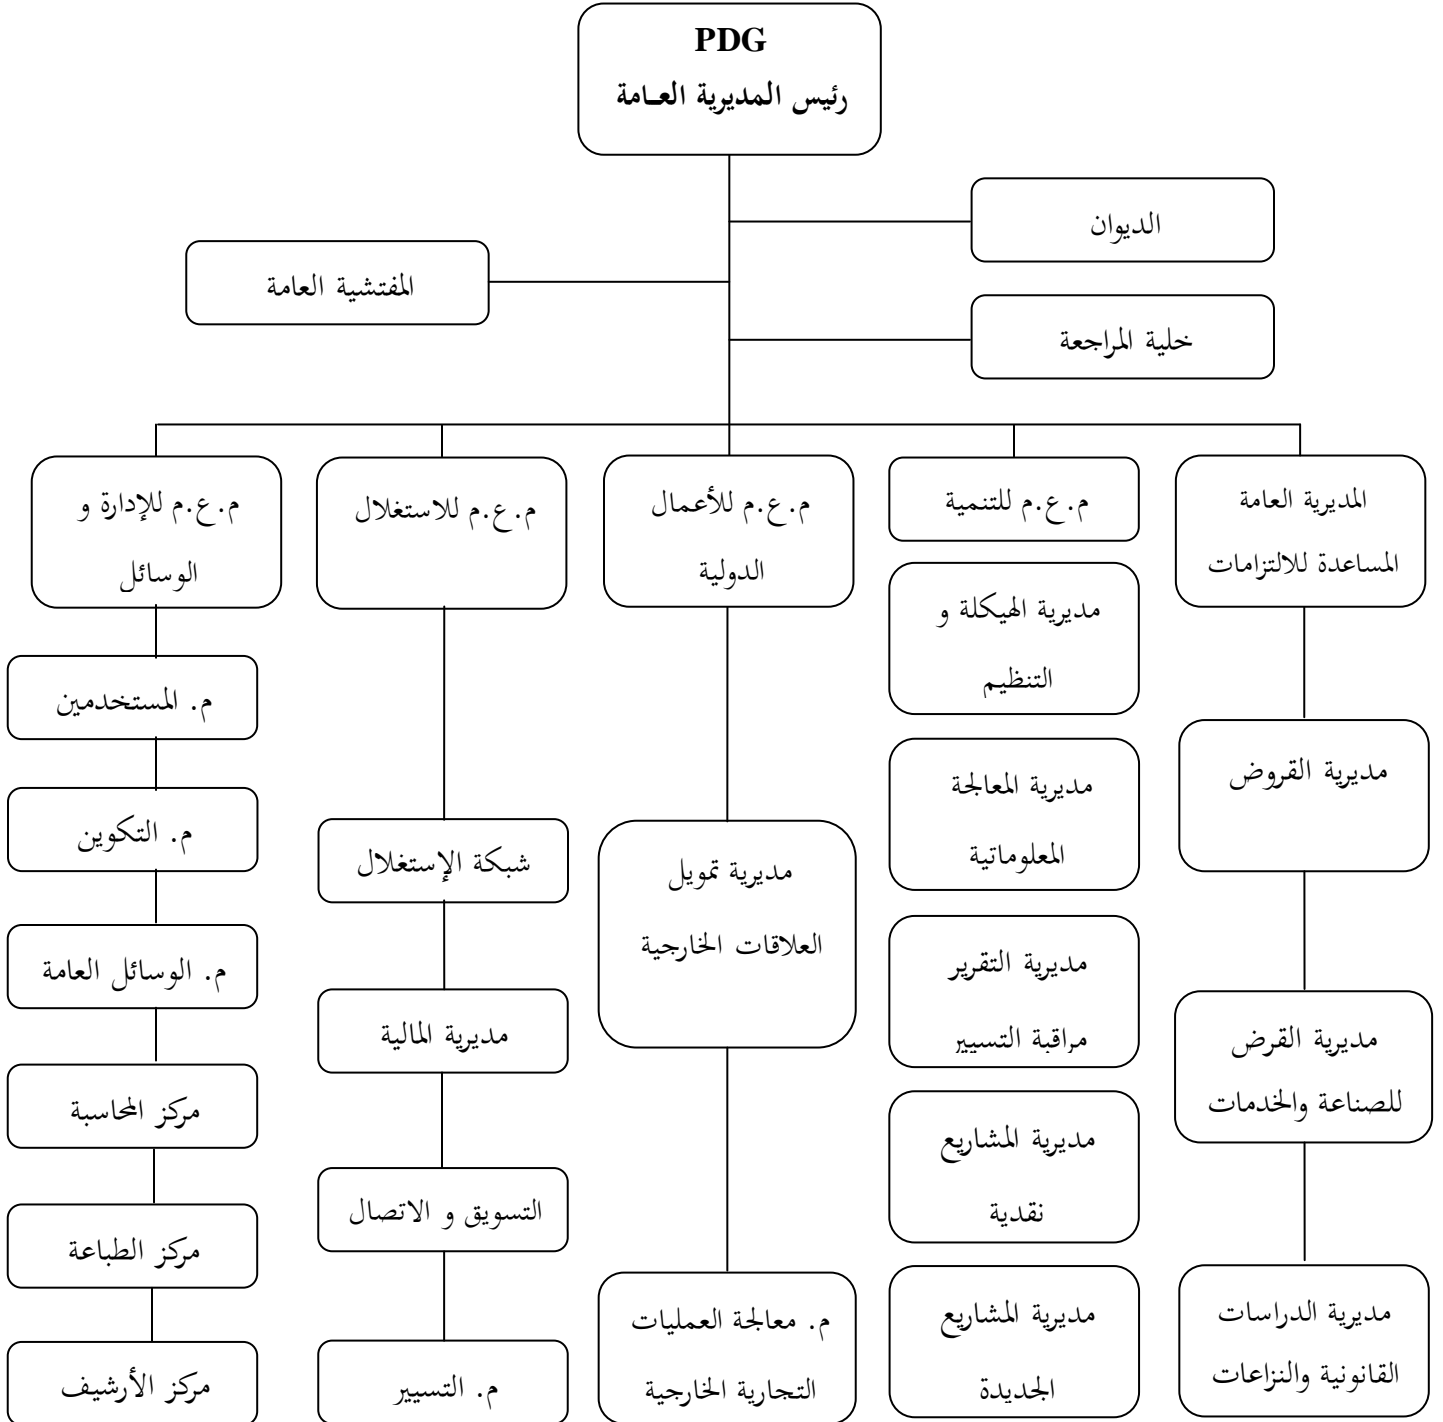 PDG
رئيس المديرية العـامة
الديوان
المفتشية العامة
خلية المراجعة
المديرية العامة
المساعدة للالتزامات
م.ع.م للتنمية
م.ع.م للأعمال
الدولية
م.ع.م للاستغلال
م.ع.م للإدارة و
الوسائل
مديرية القروض
مديرية القرض
للصناعة والخدمات
مديرية الدراسات
القانونية والنزاعات
مديرية الهيكلة و
التنظيم
مديرية المعالجة
المعلوماتية
مديرية التقرير
مراقبة التسيير
مديرية المشاريع
نقدية
مديرية المشاريع
الجديدة
مديرية تمويل
العلاقات الخارجية
م. معالجة العمليات
التجارية الخارجية
شبكة الإستغلال
مديرية المالية
التسويق و الاتصال
م. التسيير
م. المستخدمين
م. التكوين
م. الوسائل العامة
مركز المحاسبة
مركز الطباعة
مركز الأرشيف